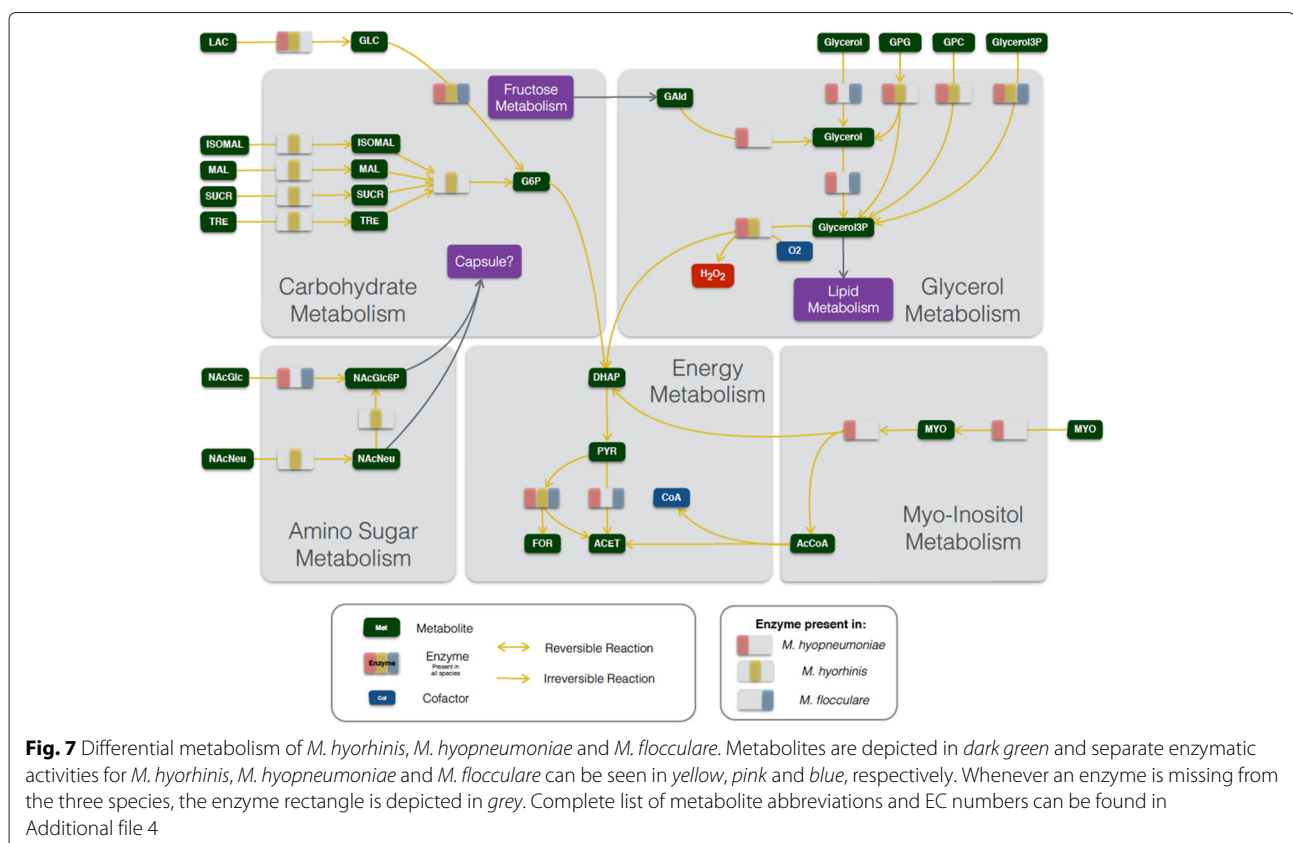 LAC
GLC
Glycerol
GPG
GPC
Glycerol3P
Fructose
Metabolism
GAld
ISOMAL
ISOMAL
Glycerol
MAL
MAL
G6P
SUCR
SUCR
TRE
TRE
Glycerol3P
O2
Capsule?
H2O2
Carbohydrate
Metabolism
Lipid
Metabolism
Glycerol
Metabolism
NAcGlc
NAcGlc6P
DHAP
Energy
Metabolism
MYO
MYO
NAcNeu
NAcNeu
PYR
CoA
Amino Sugar
Metabolism
FOR
ACET
AcCoA
Myo-Inositol
Metabolism
Met
Metabolite
Enzyme
Enzyme
Present in
all species
Cof
Cofactor
Reversible Reaction
Irreversible Reaction
Enzyme present in:
M. hyopneumoniae
M. hyorhinis
M. flocculare
Fig. 7 Differential metabolism of M. hyorhinis, M. hyopneumoniae and M. flocculare. Metabolites are depicted in dark green and separate enzymatic
activities for M. hyorhinis, M. hyopneumoniae and M. flocculare can be seen in yellow, pink and blue, respectively. Whenever an enzyme is missing from
the three species, the enzyme rectangle is depicted in grey. Complete list of metabolite abbreviations and EC numbers can be found in
Additional file 4